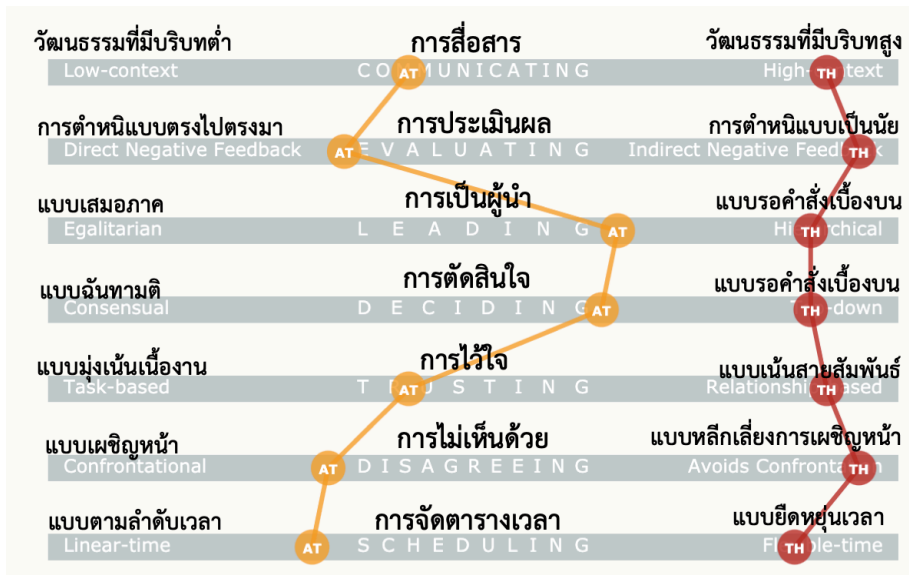 วัฒนธรรมที่มีบริบทต่ำ การสื่อสาร วัฒนธรรมที่มีบริบทสูง
Low-context COMMUNICATING High-context
AT TH
การตำหนิแบบตรงไปตรงมา การประเมินผล การตำหนิแบบเป็นนัย
Direct Negative Feedback EVALUATING Indirect Negative Feedback
AT TH
แบบเสมอภาค การเป็นผู้นำ แบบรอคำสั่งเบื้องบน
Egalitarian LEADING Hierarchical
AT TH
แบบฉันทามติ การตัดสินใจ แบบรอคำสั่งเบื้องบน
Consensual DECIDING Top-down
AT TH
แบบมุ่งเน้นเนื้องาน การไว้ใจ แบบเน้นสายสัมพันธ์
Task-based TRUSTING Relationship-based
AT TH
แบบเผชิญหน้า การไม่เห็นด้วย แบบหลีกเลี่ยงการเผชิญหน้า
Confrontational DISAGREEING Avoids Confrontation
AT TH
แบบตามลำดับเวลา การจัดตารางเวลา แบบยืดหยุ่นเวลา
Linear-time SCHEDULING Flexible-time
AT TH